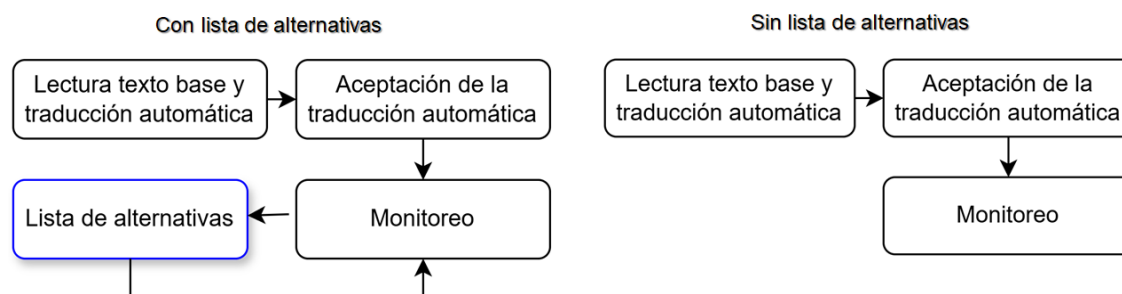 Con lista de alternativas
Lectura texto base y
traducción automática
Aceptación de la
traducción automática
Lista de alternativas
Monitoreo
Sin lista de alternativas
Lectura texto base y
traducción automática
Aceptación de la
traducción automática
Monitoreo